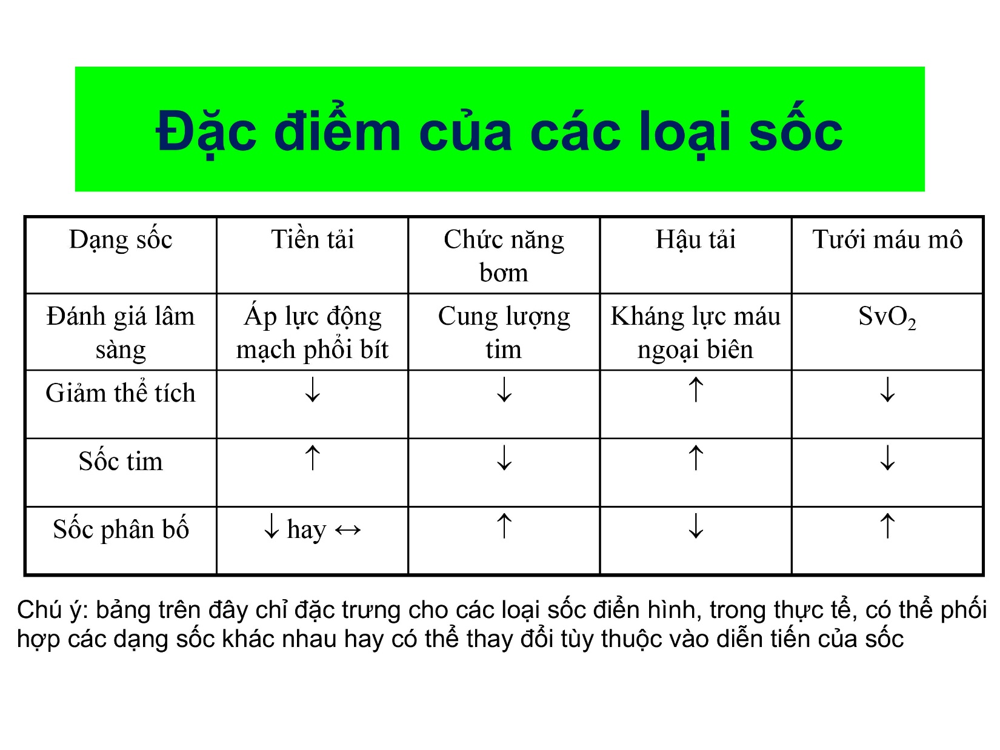 Đặc điểm của các loại sốc
Dạng sốc Tiền tải Chức năng bơm Hậu tải Tưới máu mô
Đánh giá lâm sàng Áp lực động mạch phổi bít Cung lượng tim Kháng lực máu ngoại biên SvO₂
Giảm thể tích ↓ ↓ ↑ ↓
Sốc tim ↑ ↓ ↑ ↓
Sốc phân bố ↓ hay ↔ ↑ ↓ ↑
Chú ý: bảng trên đây chỉ đặc trưng cho các loại sốc điển hình, trong thực tể, có thể phối
hợp các dạng sốc khác nhau hay có thể thay đổi tùy thuộc vào diễn tiến của sốc